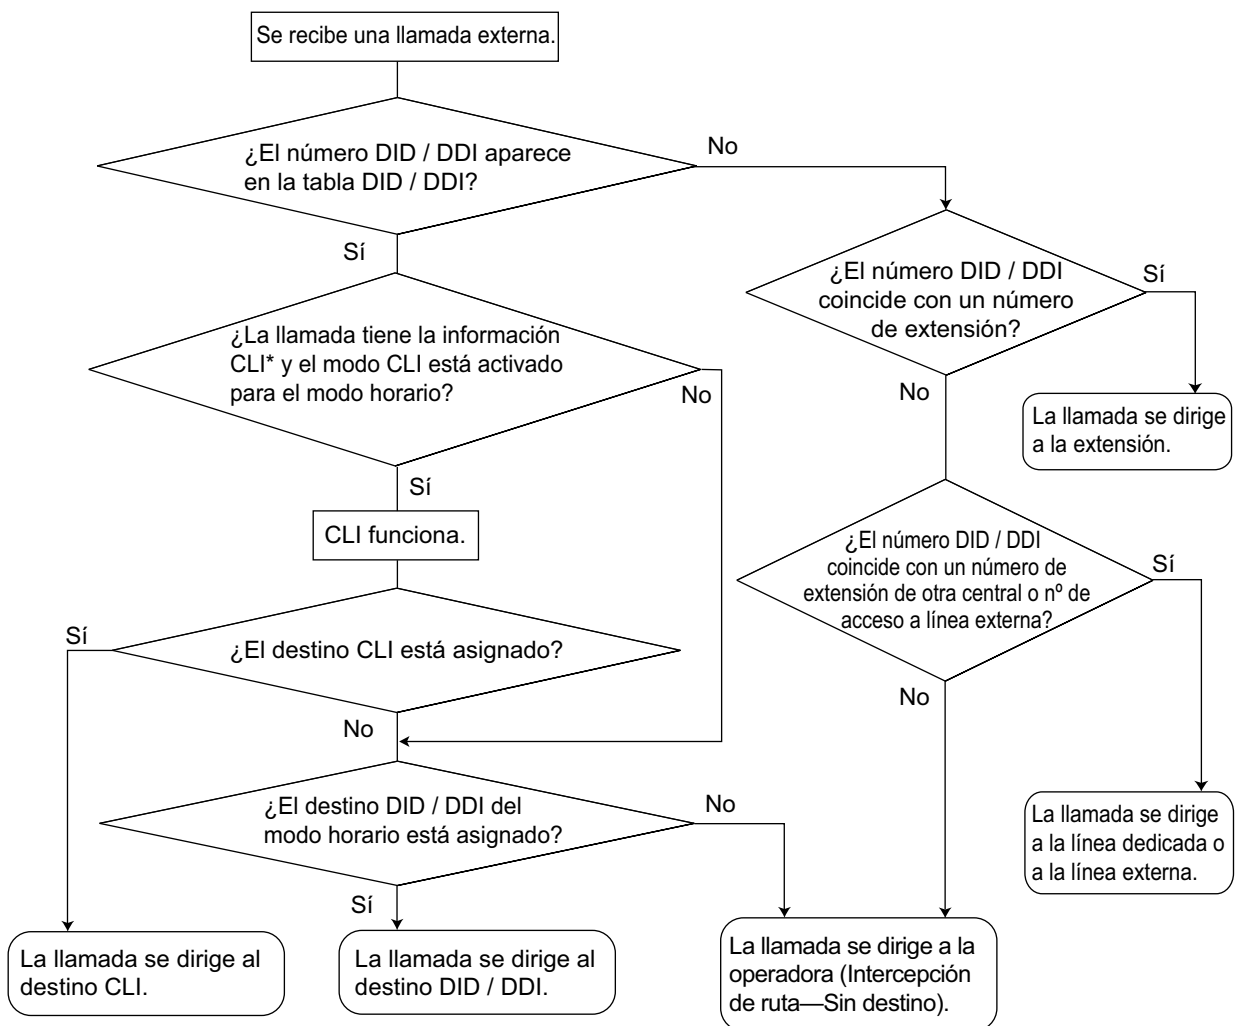 Se recibe una llamada externa.
¿El número DID / DDI aparece
en la tabla DID / DDI?
No
Sí
¿El número DID / DDI
coincide con un número
de extensión?
Sí
No
La llamada se dirige
a la extensión.
¿La llamada tiene la información
CLI* y el modo CLI está activado
para el modo horario?
No
Sí
CLI funciona.
¿El número DID / DDI
coincide con un número de
extensión de otra central o nº de
acceso a línea externa?
Sí
No
¿El destino CLI está asignado?
Sí
No
¿El destino DID / DDI del
modo horario está asignado?
No
Sí
La llamada se dirige
a la línea dedicada o
a la línea externa.
La llamada se dirige al
destino CLI.
La llamada se dirige al
destino DID / DDI.
La llamada se dirige a la
operadora (Intercepción
de ruta—Sin destino).